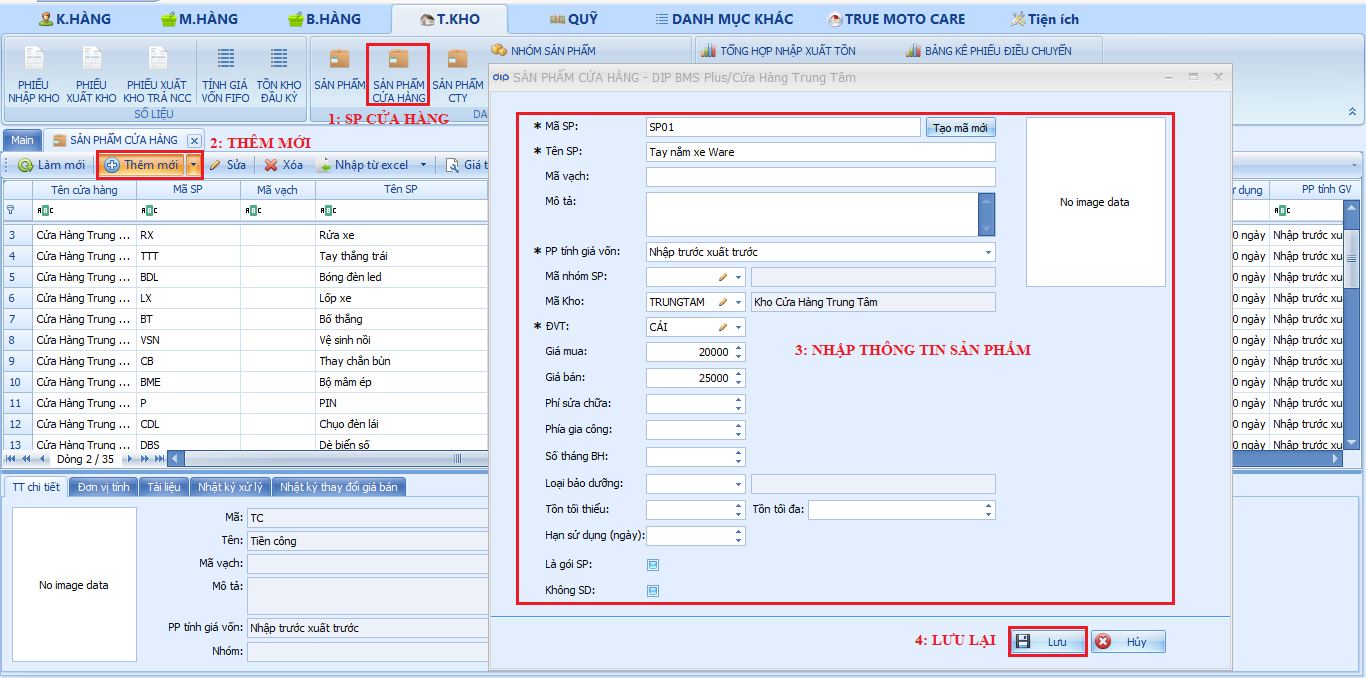 K.HÀNG M.HÀNG B.HÀNG T.KHO QUỸ DANH MỤC KHÁC TRUE MOTO CARE Tiện ích
NHÓM SẢN PHẨM TỔNG HỢP NHẬP XUẤT TỒN BẢNG KÊ PHIẾU ĐIỀU CHUYỂN
PHIẾU NHẬP KHO
PHIẾU XUẤT KHO
PHIẾU XUẤT KHO TRẢ NCC
TÍNH GIÁ VỐN FIFO
TỒN KHO ĐẦU KỲ
SẢN PHẨM
SẢN PHẨM CỬA HÀNG
SẢN PHẨM CTY
SỐ LIỆU
1: SP CỬA HÀNG
Main SẢN PHẨM CỬA HÀNG
2: THÊM MỚI
Làm mới Thêm mới Sửa Xóa Nhập từ excel
Tên cửa hàng Mã SP Mã vạch Tên SP PP tính GV
3 Cửa Hàng Trung ... RX Rửa xe
4 Cửa Hàng Trung ... TTT Tay thắng trái
5 Cửa Hàng Trung ... BDL Bóng đèn led
6 Cửa Hàng Trung ... LX Lốp xe
7 Cửa Hàng Trung ... BT Bố thắng
8 Cửa Hàng Trung ... VSN Vệ sinh nồi
9 Cửa Hàng Trung ... CB Thay chắn bùn
10 Cửa Hàng Trung ... BME Bộ mâm ép
11 Cửa Hàng Trung ... P PIN
12 Cửa Hàng Trung ... CDL Chụo đèn lái
13 Cửa Hàng Trung ... DBS Dè biển số
Dòng 2 / 35
TT chi tiết Đơn vị tính Tài liệu Nhật ký xử lý Nhật ký thay đổi giá bán
No image data
Mã: TC
Tên: Tiền công
Mã vạch:
Mô tả:
PP tính giá vốn: Nhập trước xuất trước
Nhóm:
dip SẢN PHẨM CỬA HÀNG - DIP BMS Plus/Cửa Hàng Trung Tâm
* Mã SP: SP01 Tạo mã mới
* Tên SP: Tay nắm xe Ware
Mã vạch:
Mô tả:
No image data
* PP tính giá vốn: Nhập trước xuất trước
Mã nhóm SP:
Mã Kho: TRUNGTAM Kho Cửa Hàng Trung Tâm
* ĐVT: CÁI
Giá mua: 20000
3: NHẬP THÔNG TIN SẢN PHẨM
Giá bán: 25000
Phí sửa chữa:
Phía gia công:
Số tháng BH:
Loại bảo dưỡng:
Tồn tối thiểu: Tồn tối đa:
Hạn sử dụng (ngày):
Là gói SP:
Không SD:
4: LƯU LẠI Lưu Hủy